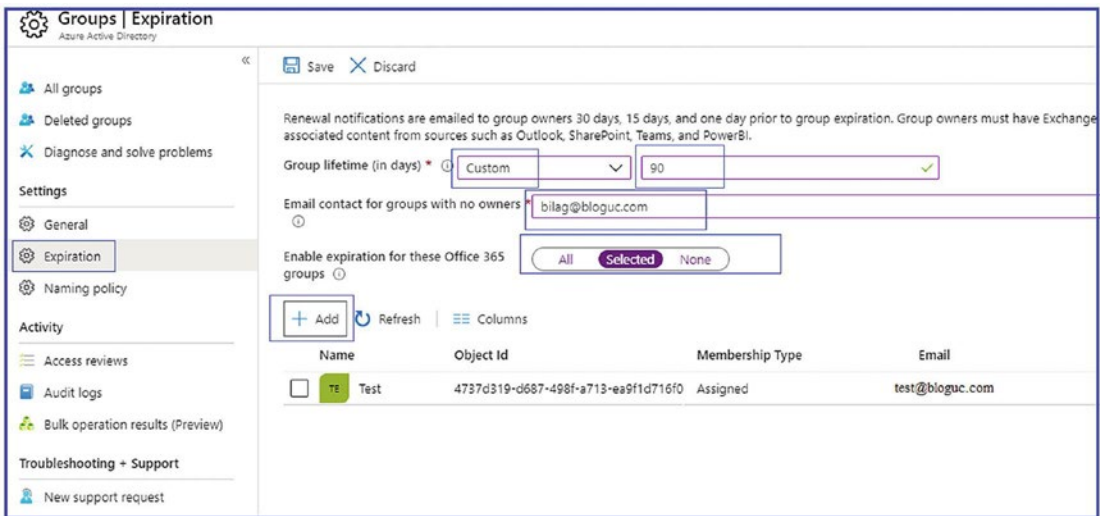 Groups | Expiration
Azure Active Directory
«
All groups
Deleted groups
Diagnose and solve problems
Settings
General
Expiration
Naming policy
Activity
Access reviews
Audit logs
Bulk operation results (Preview)
Troubleshooting + Support
New support request
Save Discard
Renewal notifications are emailed to group owners 30 days, 15 days, and one day prior to group expiration. Group owners must have Exchange
associated content from sources such as Outlook, SharePoint, Teams, and PowerBI.
Group lifetime (in days) * Custom 90
Email contact for groups with no owners * bilag@bloguc.com
Enable expiration for these Office 365
groups
All Selected None
+ Add Refresh Columns
Name Object Id Membership Type Email
TE Test 4737d319-d687-498f-a713-ea9f1d716f0 Assigned test@bloguc.com